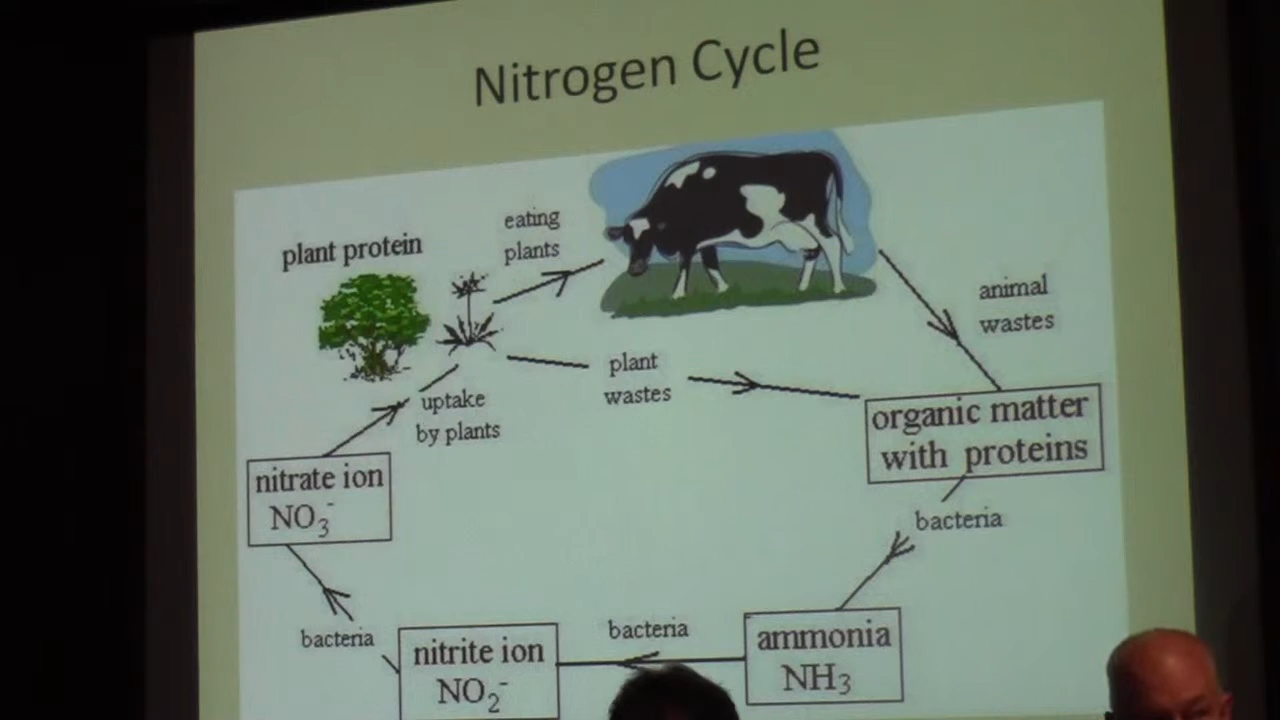 Nitrogen Cycle
plant protein
eating
plants
animal
wastes
plant
wastes
uptake
by plants
organic matter
with proteins
nitrate ion
NO3-
bacteria
bacteria
nitrite ion
NO2-
bacteria
ammonia
NH3